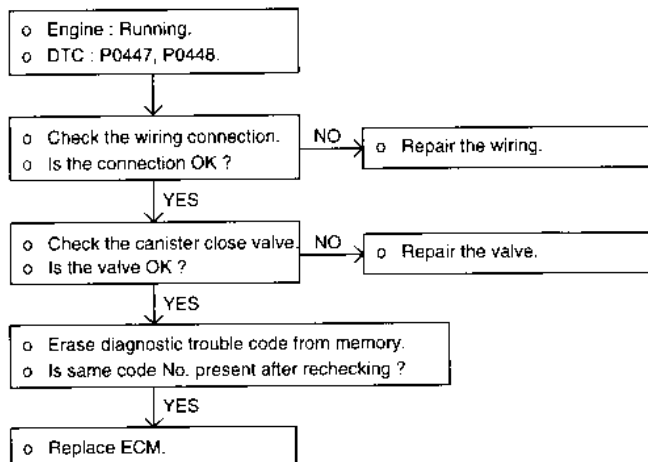 o Engine : Running.
o DTC : P0447, P0448.
o Check the wiring connection.
o Is the connection OK ?
NO
o Repair the wiring.
YES
o Check the canister close valve.
o Is the valve OK ?
NO
o Repair the valve.
YES
o Erase diagnostic trouble code from memory.
o Is same code No. present after rechecking ?
YES
o Replace ECM.